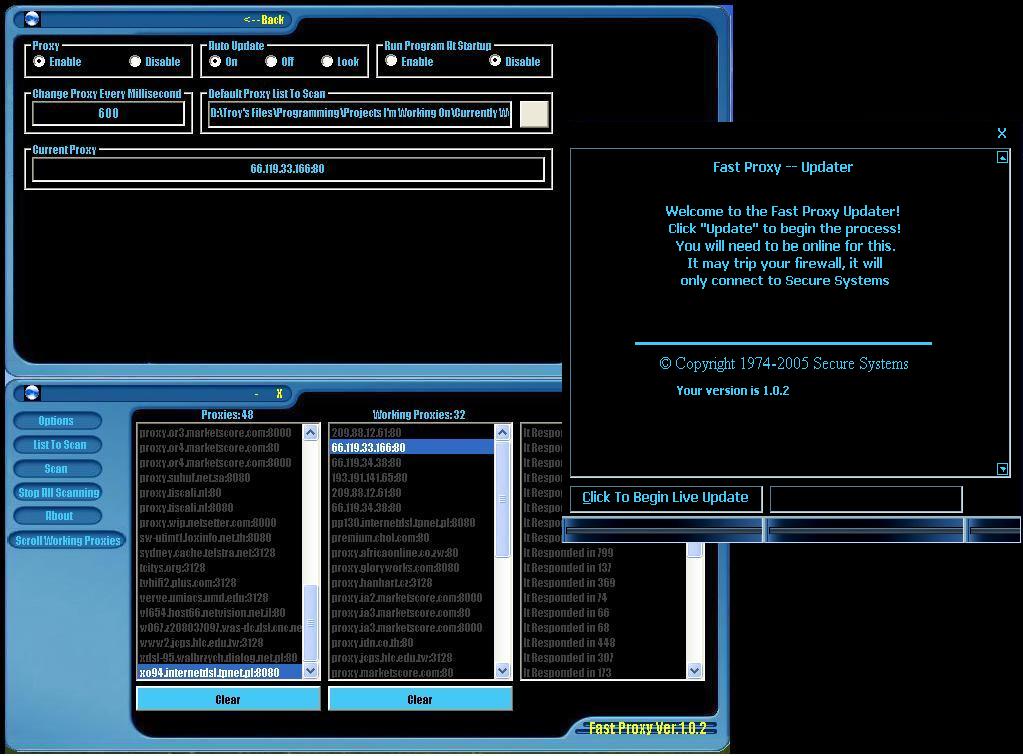 <--Back
Proxy
Enable
Disable
Auto Update
On
Off
Look
Run Program At Startup
Enable
Disable
Change Proxy Every Millisecond
600
Default Proxy List To Scan
D:\Troy's Files\Programming\Projects I'm Working On\Currently W
Current Proxy
66.119.33.166:80
X
Fast Proxy -- Updater
Welcome to the Fast Proxy Updater!
Click "Update" to begin the process!
You will need to be online for this.
It may trip your firewall, it will
only connect to Secure Systems
© Copyright 1974-2005 Secure Systems
Your version is 1.0.2
Click To Begin Live Update
- X
Options
List To Scan
Scan
Stop All Scanning
About
Scroll Working Proxies
Proxies: 48
proxy.or3.marketscore.com:8000
proxy.or4.marketscore.com:80
proxy.or4.marketscore.com:8000
proxy.suhuf.net.sa:8080
proxy.tiscali.nl:80
proxy.tiscali.nl:8080
proxy.wip.netsetter.com:8000
sydney.cache.telstra.net:3128
tcitys.org:3128
tvhifi2.plus.com:3128
verve.umiacs.umd.edu:3128
vl654.host66.netvision.net.il:80
www2.jcps.hlc.edu.tw:3128
xdsl-95.walbrzych.dialog.net.pl:80
xo94.internetdsl.tpnet.pl:8080
Clear
Working Proxies: 32
209.88.12.61:80
66.119.33.166:80
66.119.34.38:80
193.191.141.65:80
209.88.12.61:80
66.119.34.38:80
pp130.internetdsl.tpnet.pl:8080
premium.chol.com:80
proxy.africaonline.co.zw:80
proxy.gloryworks.com:8080
proxy.hanhart.cz:3128
proxy.ia2.marketscore.com:8000
proxy.ia3.marketscore.com:80
proxy.ia3.marketscore.com:8000
proxy.idn.co.th:80
proxy.jcps.hlc.edu.tw:3128
proxy.marketscore.com:80
Clear
It Respon
It Respon
It Respon
It Respon
It Respon
It Respon
It Respon
It Respon
It Responded in 799
It Responded in 137
It Responded in 369
It Responded in 74
It Responded in 66
It Responded in 68
It Responded in 448
It Responded in 307
It Responded in 173
Fast Proxy Ver.1.0.2